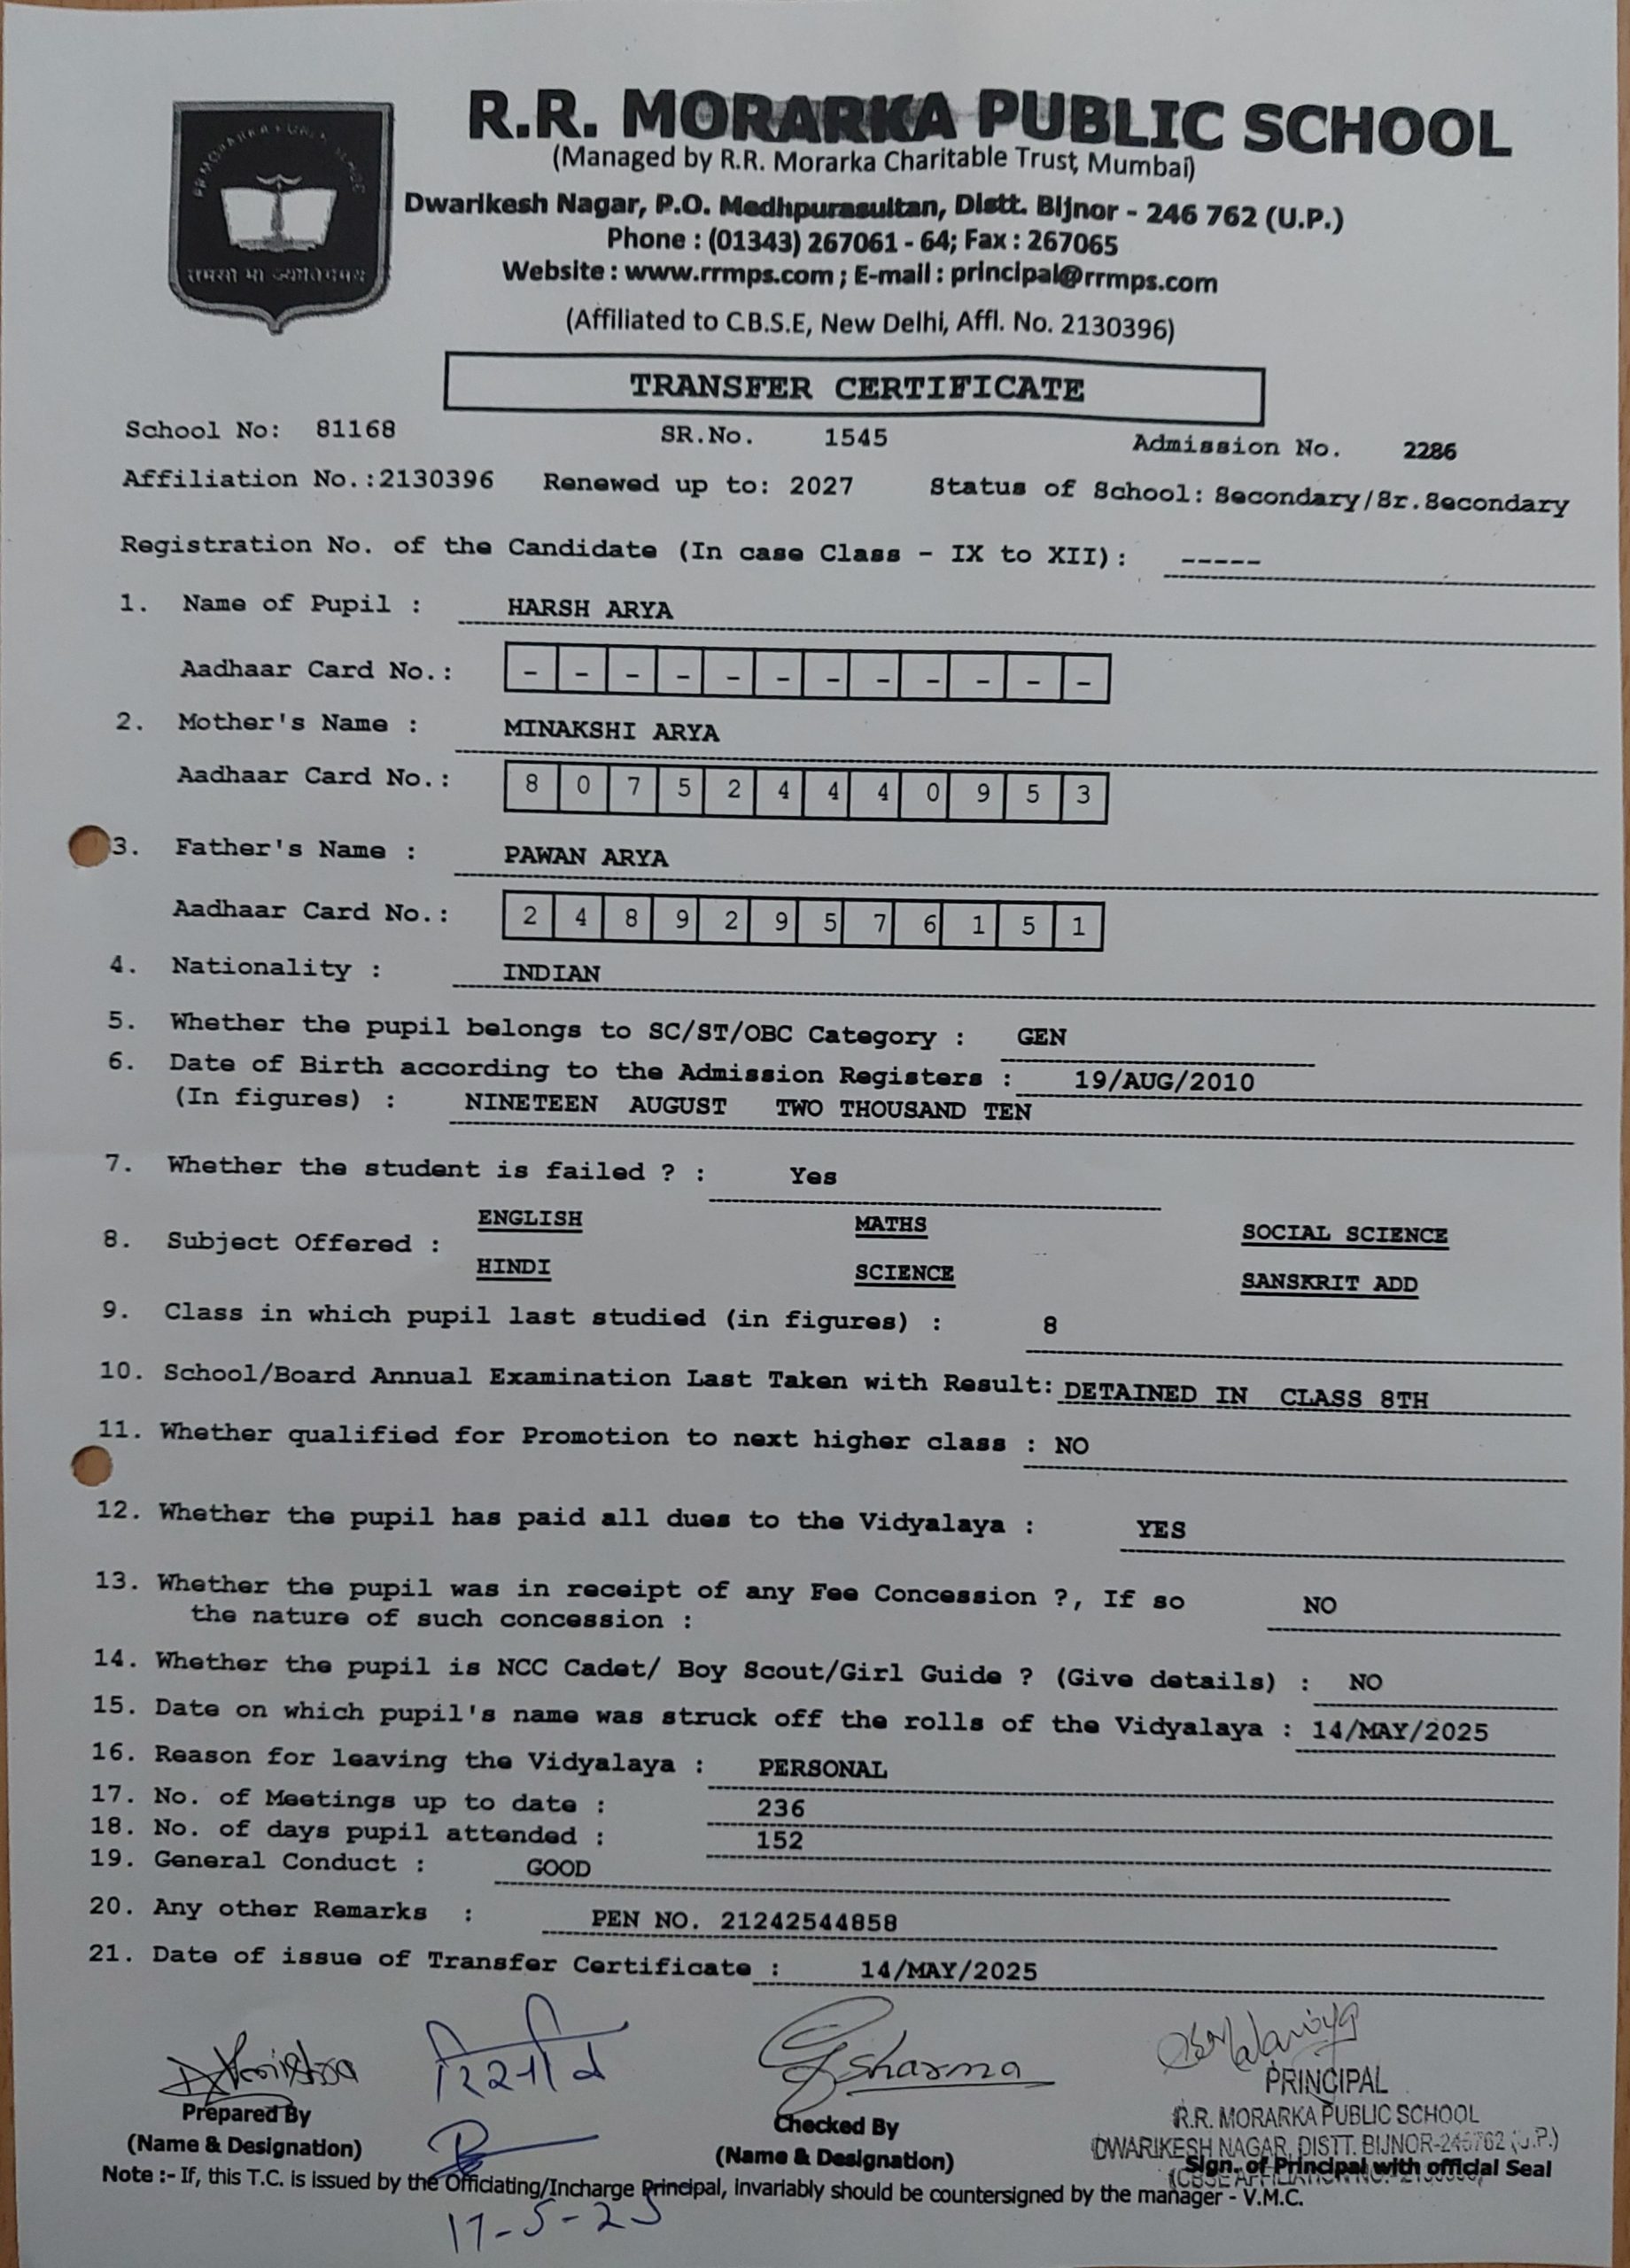 R.R. MORARKA PUBLIC SCHOOL
(Managed by R.R. Morarka Charitable Trust, Mumbai)
Dwarikesh Nagar, P.O. Medhpurasultan, Distt. Bijnor - 246 762 (U.P.)
Phone : (01343) 267061 - 64; Fax : 267065
Website : www.rrmps.com ; E-mail : principal@rrmps.com
(Affiliated to C.B.S.E, New Delhi, Affl. No. 2130396)
तमसो मा ज्योतिर्गमय
TRANSFER CERTIFICATE
School No: 81168 SR.No. 1545 Admission No. 2286
Affiliation No.:2130396 Renewed up to: 2027 Status of School: Secondary/Sr.Secondary
Registration No. of the Candidate (In case Class - IX to XII): -----
1. Name of Pupil : HARSH ARYA
Aadhaar Card No.: - - - - - - - - - - - -
2. Mother's Name : MINAKSHI ARYA
Aadhaar Card No.: 8 0 7 5 2 4 4 4 0 9 5 3
3. Father's Name : PAWAN ARYA
Aadhaar Card No.: 2 4 8 9 2 9 5 7 6 1 5 1
4. Nationality : INDIAN
5. Whether the pupil belongs to SC/ST/OBC Category : GEN
6. Date of Birth according to the Admission Registers : 19/AUG/2010
(In figures) : NINETEEN AUGUST TWO THOUSAND TEN
7. Whether the student is failed ? : Yes
8. Subject Offered : ENGLISH MATHS SOCIAL SCIENCE
HINDI SCIENCE SANSKRIT ADD
9. Class in which pupil last studied (in figures) : 8
10. School/Board Annual Examination Last Taken with Result: DETAINED IN CLASS 8TH
11. Whether qualified for Promotion to next higher class : NO
12. Whether the pupil has paid all dues to the Vidyalaya : YES
13. Whether the pupil was in receipt of any Fee Concession ?, If so NO
the nature of such concession :
14. Whether the pupil is NCC Cadet/ Boy Scout/Girl Guide ? (Give details) : NO
15. Date on which pupil's name was struck off the rolls of the Vidyalaya : 14/MAY/2025
16. Reason for leaving the Vidyalaya : PERSONAL
17. No. of Meetings up to date : 236
18. No. of days pupil attended : 152
19. General Conduct : GOOD
20. Any other Remarks : PEN NO. 21242544858
21. Date of issue of Transfer Certificate : 14/MAY/2025
Sharma
PRINCIPAL
R.R. MORARKA PUBLIC SCHOOL
DWARIKESH NAGAR, DISTT. BIJNOR-246762 (U.P.)
Prepared By Checked By
(Name & Designation) (Name & Designation) Sign. of Principal with official Seal
Note :- If, this T.C. is issued by the Officiating/Incharge Principal, invariably should be countersigned by the manager - V.M.C.
17-5-25